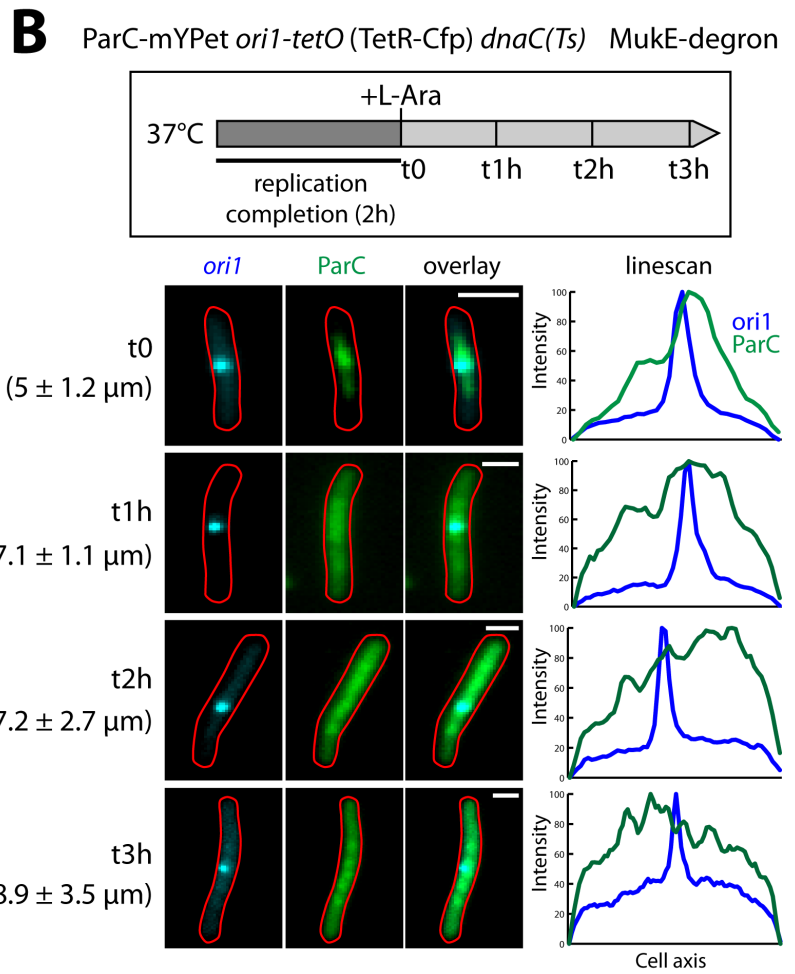 B
ParC-mYPet ori1-tetO (TetR-Cfp) dnaC(Ts) MukE-degron
+L-Ara
37°C
t0 t1h t2h t3h
replication
completion (2h)
ori1 ParC overlay linescan
t0
(5 ± 1.2 µm)
Intensity
100
80
60
40
20
0
ori1
ParC
t1h
7.1 ± 1.1 µm)
Intensity
100
80
60
40
20
0
t2h
7.2 ± 2.7 µm)
Intensity
100
80
60
40
20
0
t3h
± 3.5 µm)
Intensity
100
80
60
40
20
0
Cell axis